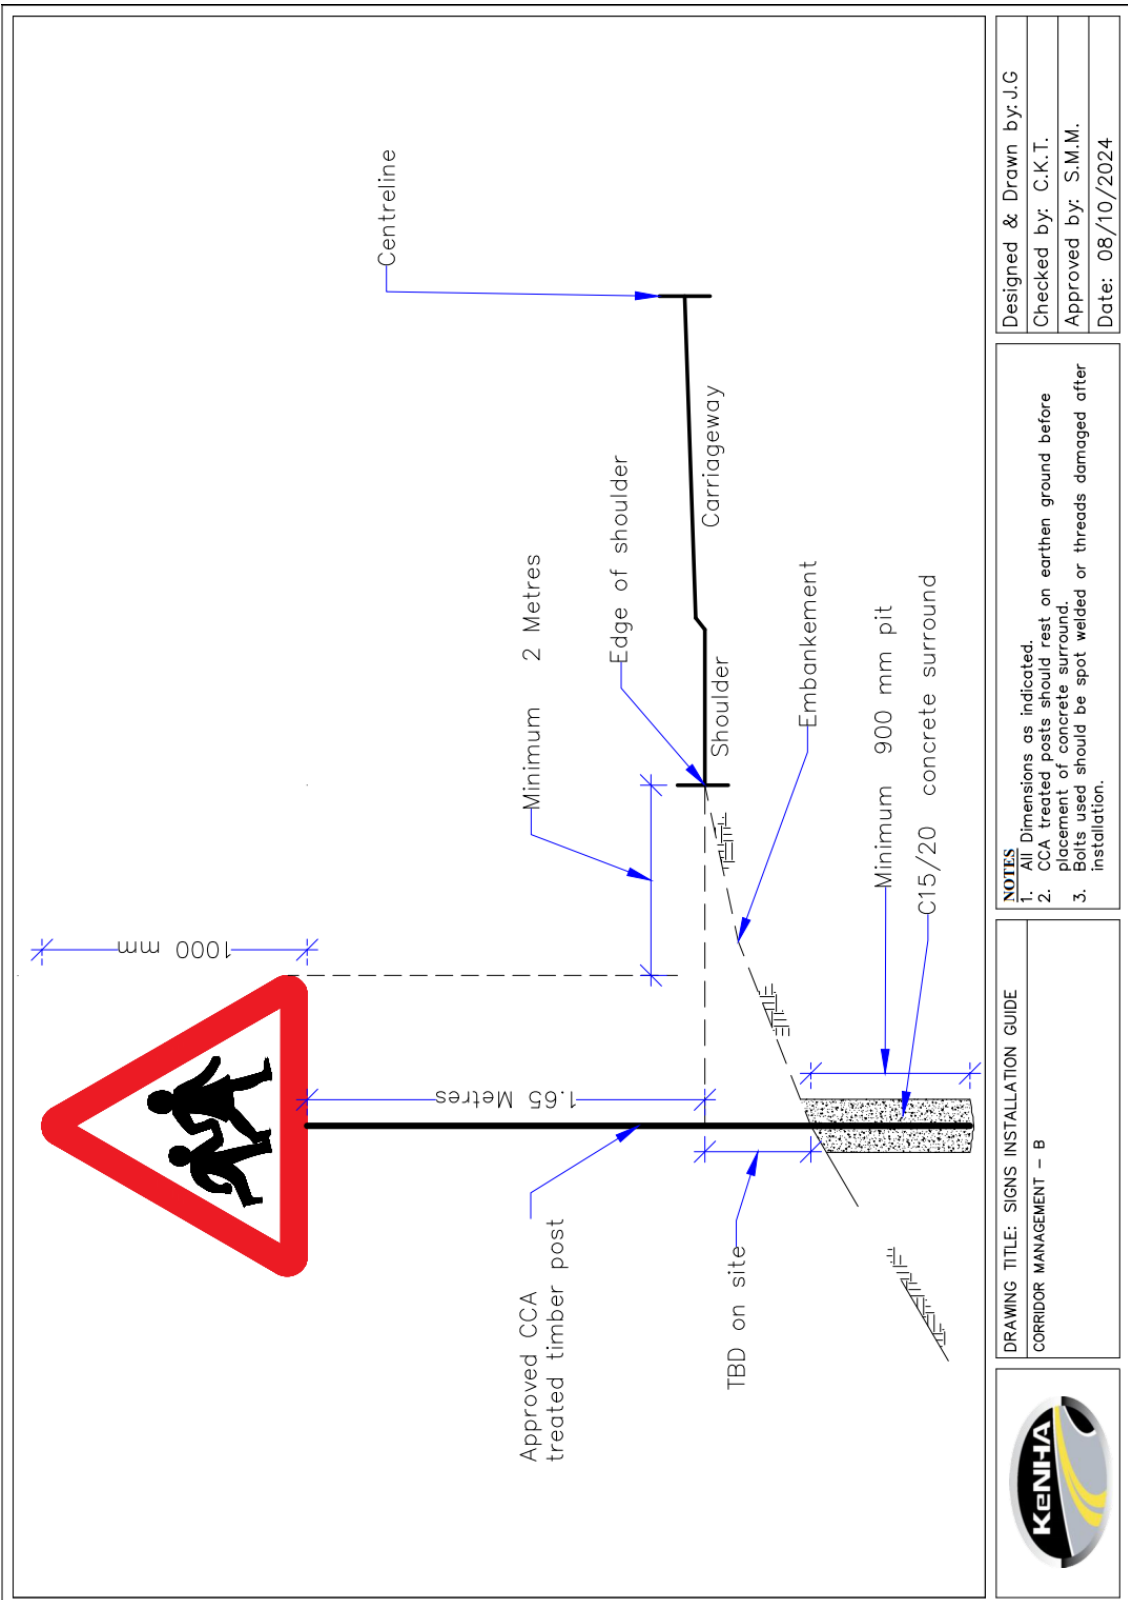 Centreline
Carriageway
Edge of shoulder
Minimum 2 Metres
Shoulder
Embankement
Minimum 900 mm pit
C15/20 concrete surround
1000 mm
1.65 Metres
Approved CCA
treated timber post
TBD on site
KeNHA
DRAWING TITLE: SIGNS INSTALLATION GUIDE
CORRIDOR MANAGEMENT - B
NOTES
1. All Dimensions as indicated.
2. CCA treated posts should rest on earthen ground before
placement of concrete surround.
3. Bolts used should be spot welded or threads damaged after
installation.
Designed & Drawn by: J.G
Checked by: C.K.T.
Approved by: S.M.M.
Date: 08/10/2024